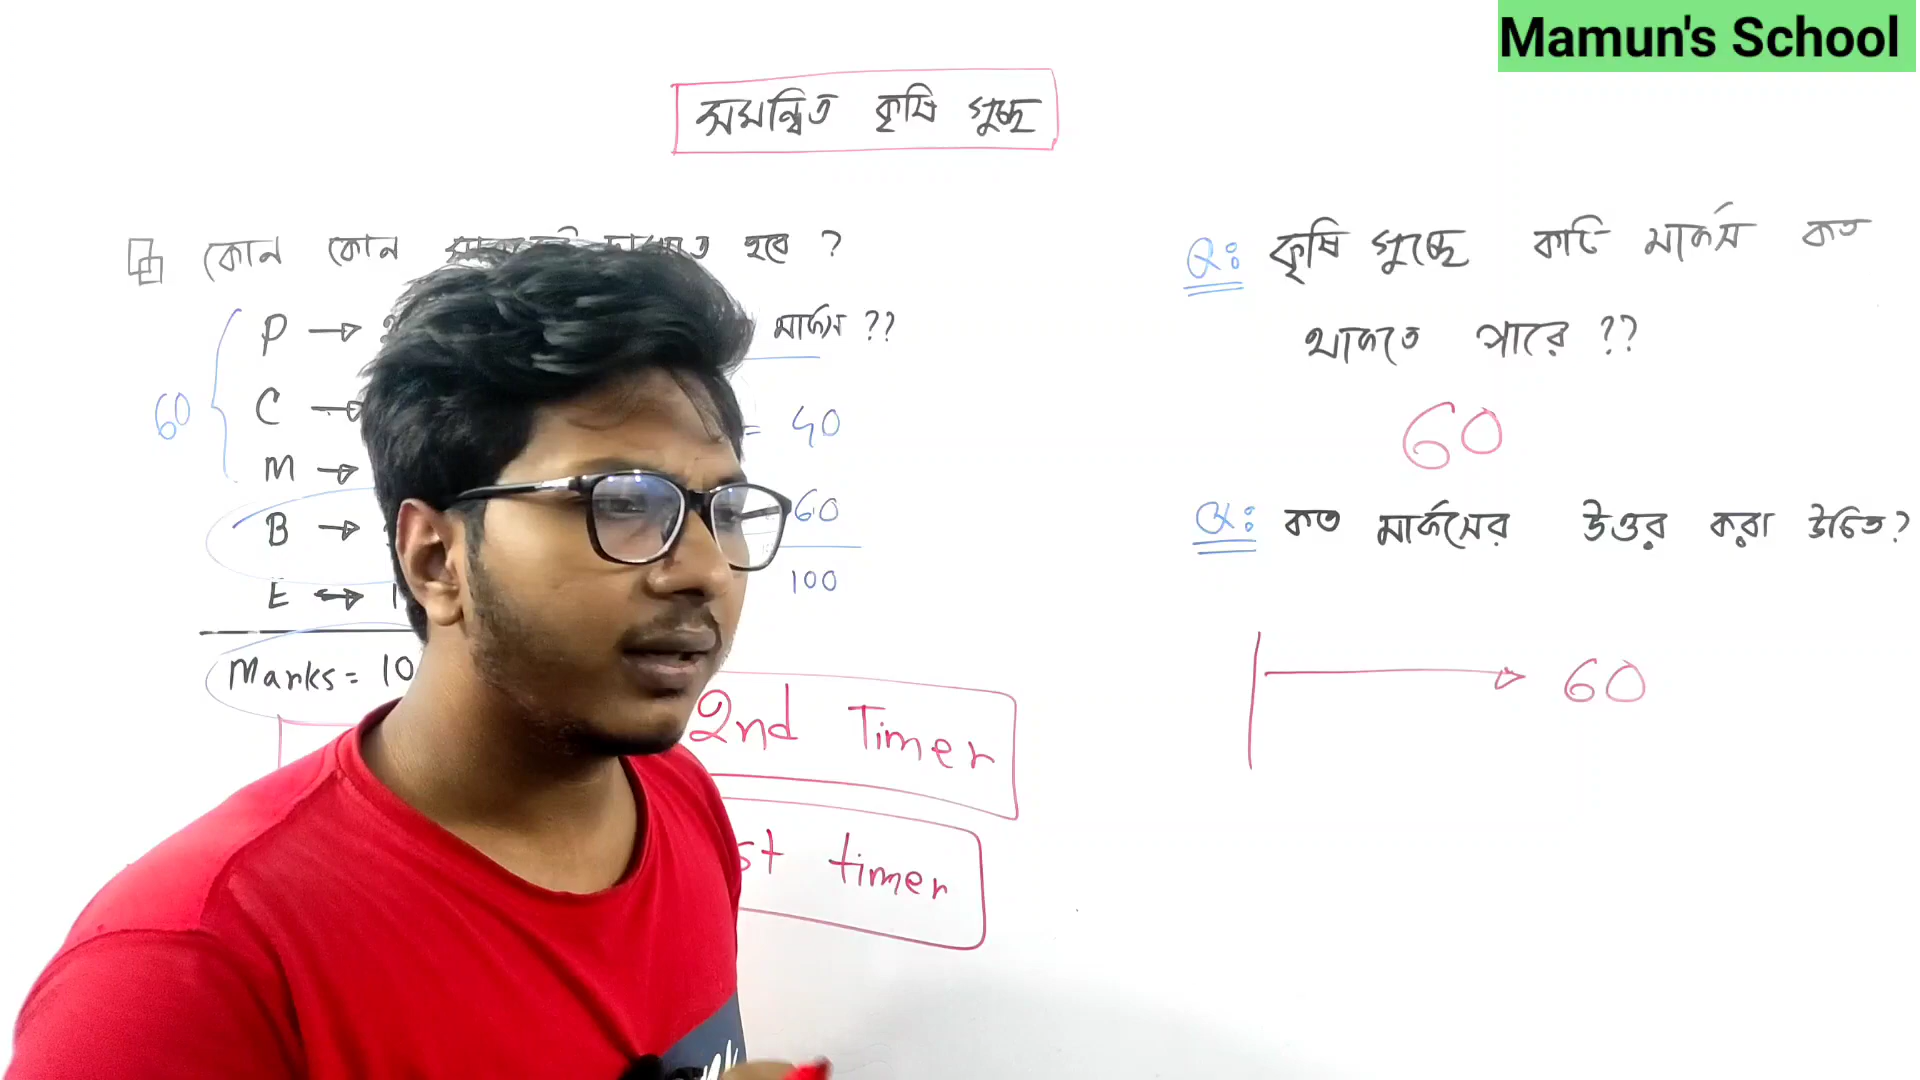 Mamun's School
সমন্বিত কৃষি গুচ্ছে
কোন কোন হবে ?
P →
মার্কস ??
60
C →
= 40
M →
B →
60
E →
100
Marks = 10
2nd Timer
st timer
Q: কৃষি গুচ্ছে কাট মার্কস কত
থাকতে পারে ??
60
Q: কত মার্কসের উত্তর করা উচিত?
→ 60